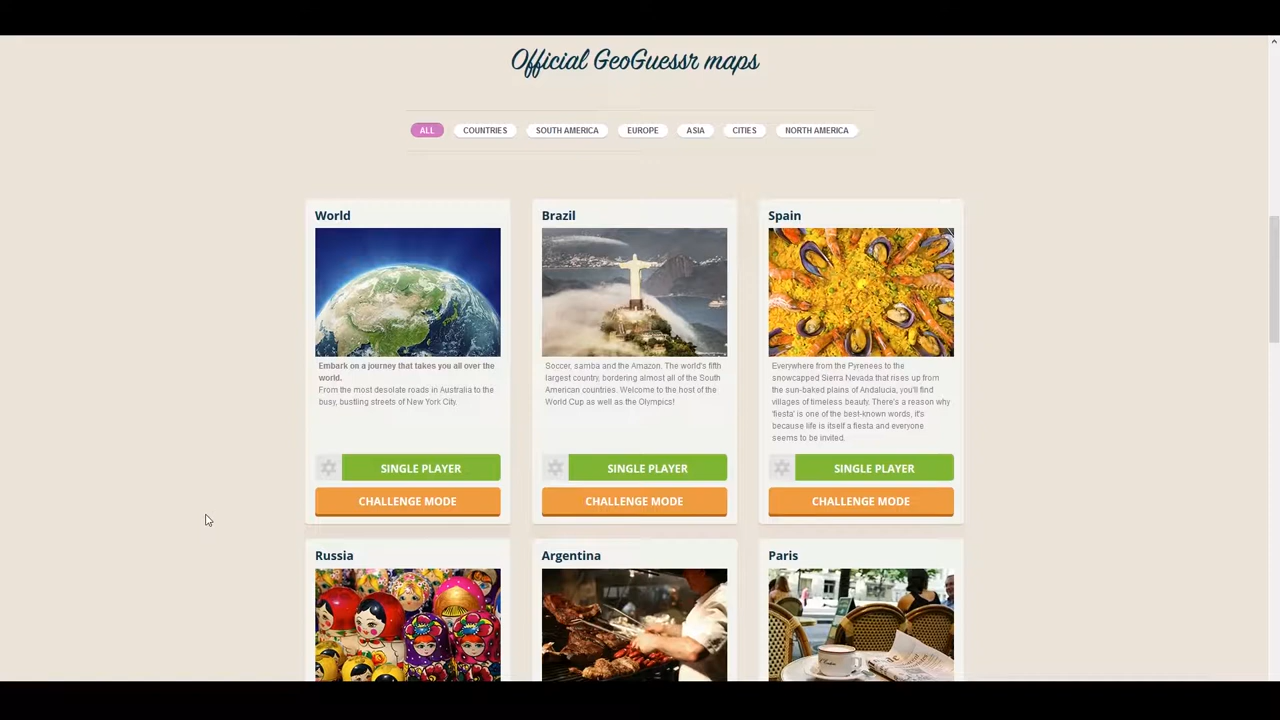 Official GeoGuessr maps
ALL
COUNTRIES
SOUTH AMERICA
EUROPE
ASIA
CITIES
NORTH AMERICA
World
Embark on a journey that takes you all over the
world.
From the most desolate roads in Australia to the
busy, bustling streets of New York City.
SINGLE PLAYER
CHALLENGE MODE
Brazil
Soccer, samba and the Amazon. The world's fifth
largest country, bordering almost all of the South
American countries. Welcome to the host of the
World Cup as well as the Olympics!
SINGLE PLAYER
CHALLENGE MODE
Spain
Everywhere from the Pyrenees to the
snowcapped Sierra Nevada that rises up from
the sun-baked plains of Andalucia, you'll find
villages of timeless beauty. There's a reason why
'fiesta' is one of the best-known words, it's
because life is itself a fiesta and everyone
seems to be invited.
SINGLE PLAYER
CHALLENGE MODE
Russia
Argentina
Paris